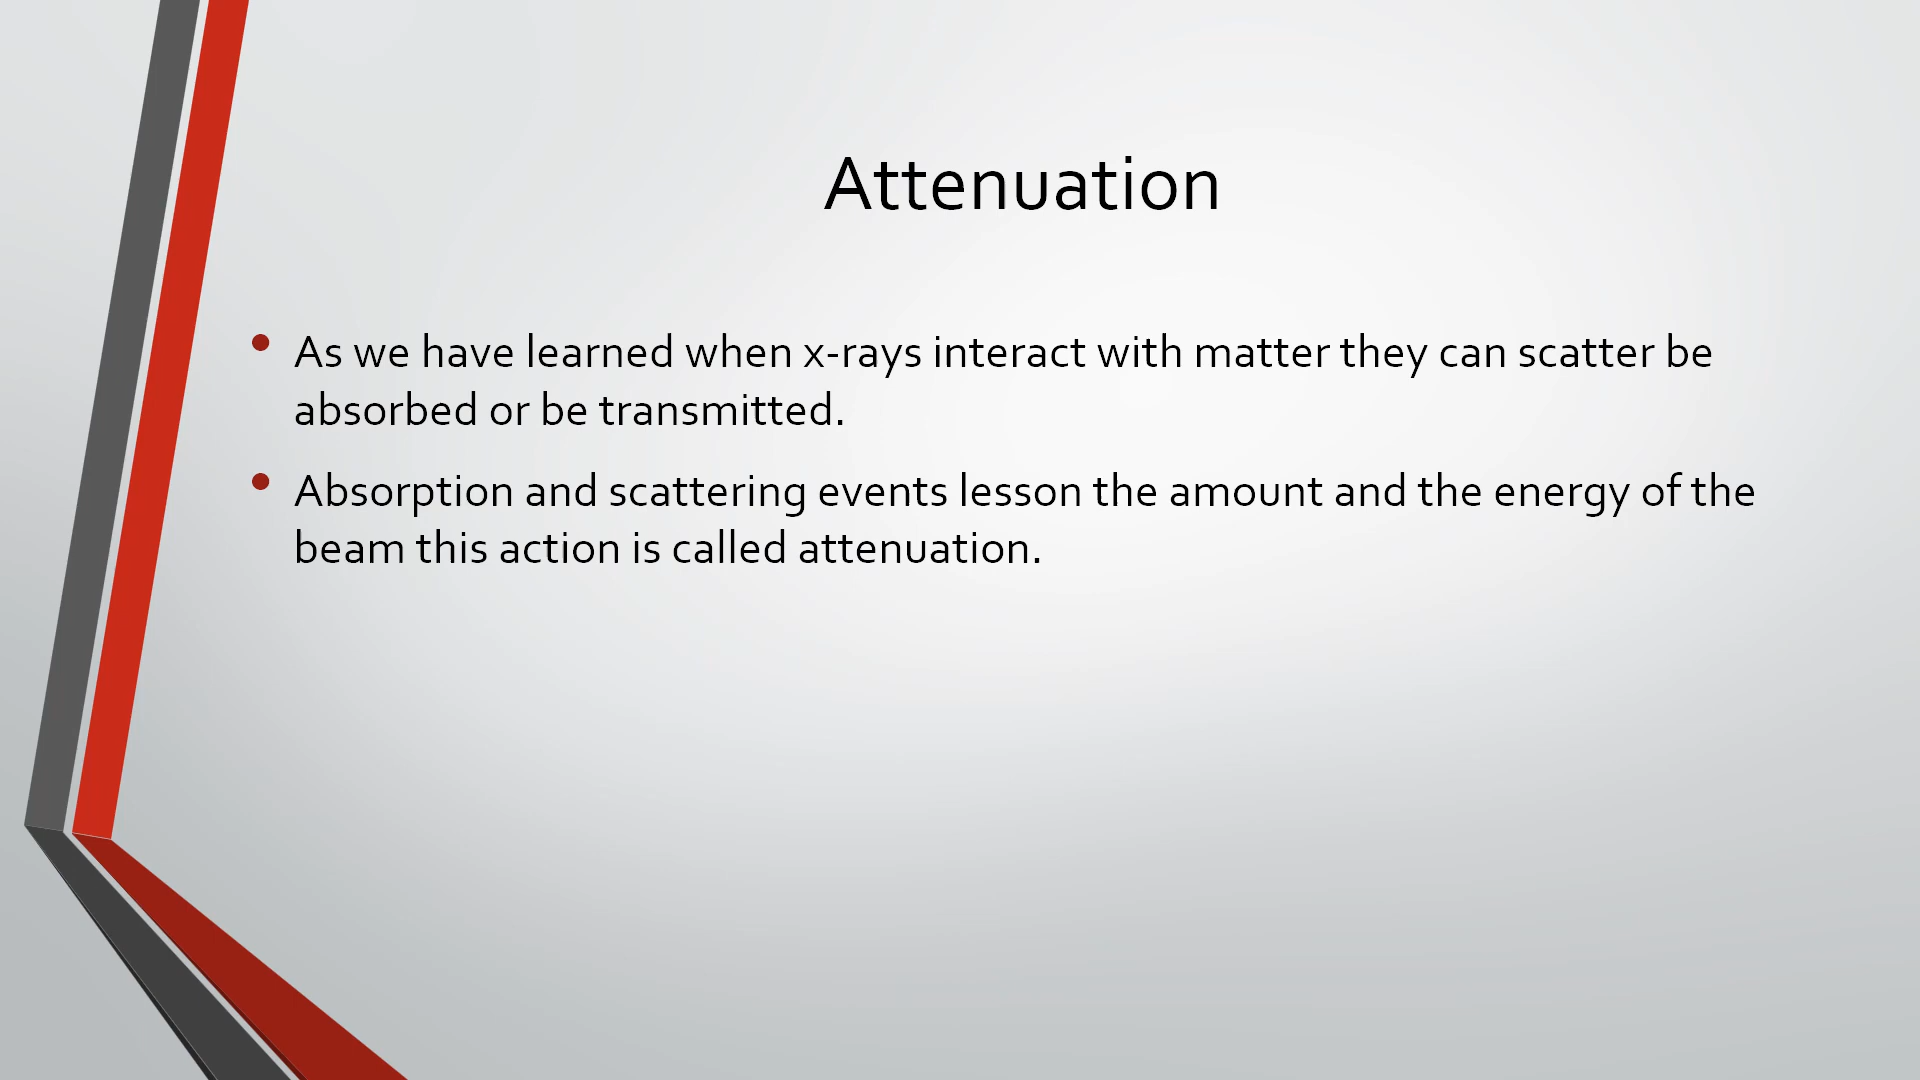 Attenuation
• As we have learned when x-rays interact with matter they can scatter be
absorbed or be transmitted.
• Absorption and scattering events lesson the amount and the energy of the
beam this action is called attenuation.